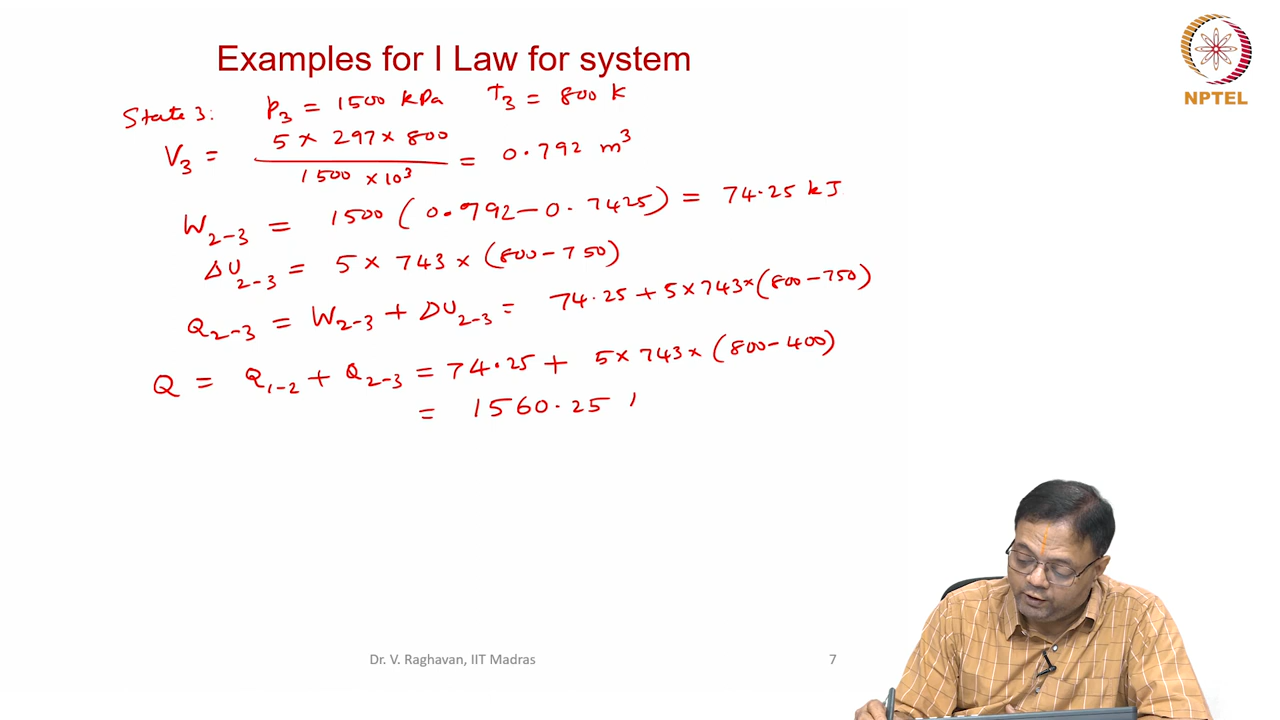 Examples for I Law for system
NPTEL
State 3: p₃ = 1500 kPa T₃ = 800 K
V₃ = 5 × 297 × 800 / 1500 × 10³ = 0.792 m³
W₂₋₃ = 1500 (0.792 – 0.7425) = 74.25 kJ
ΔU₂₋₃ = 5 × 743 × (800 – 750)
Q₂₋₃ = W₂₋₃ + ΔU₂₋₃ = 74.25 + 5×743×(800 – 750)
Q = Q₁₋₂ + Q₂₋₃ = 74.25 + 5×743×(800–400)
= 1560.25
Dr. V. Raghavan, IIT Madras
7